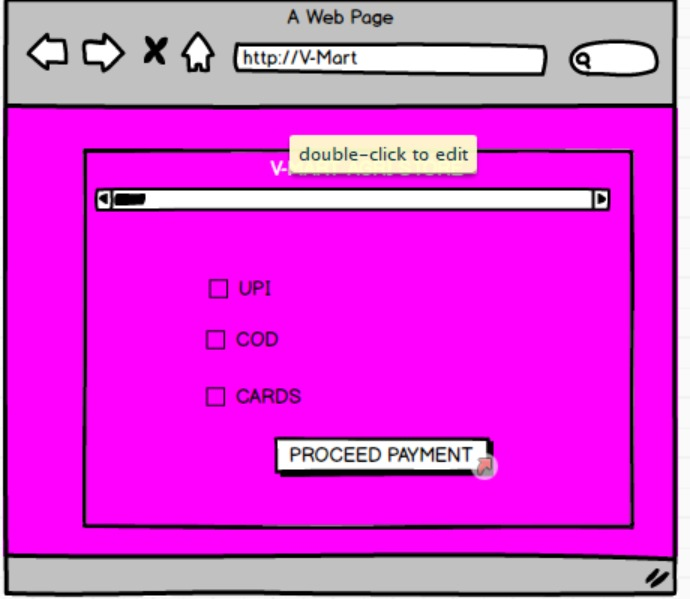 A Web Page
http://V-Mart
double-click to edit
UPI
COD
CARDS
PROCEED PAYMENT